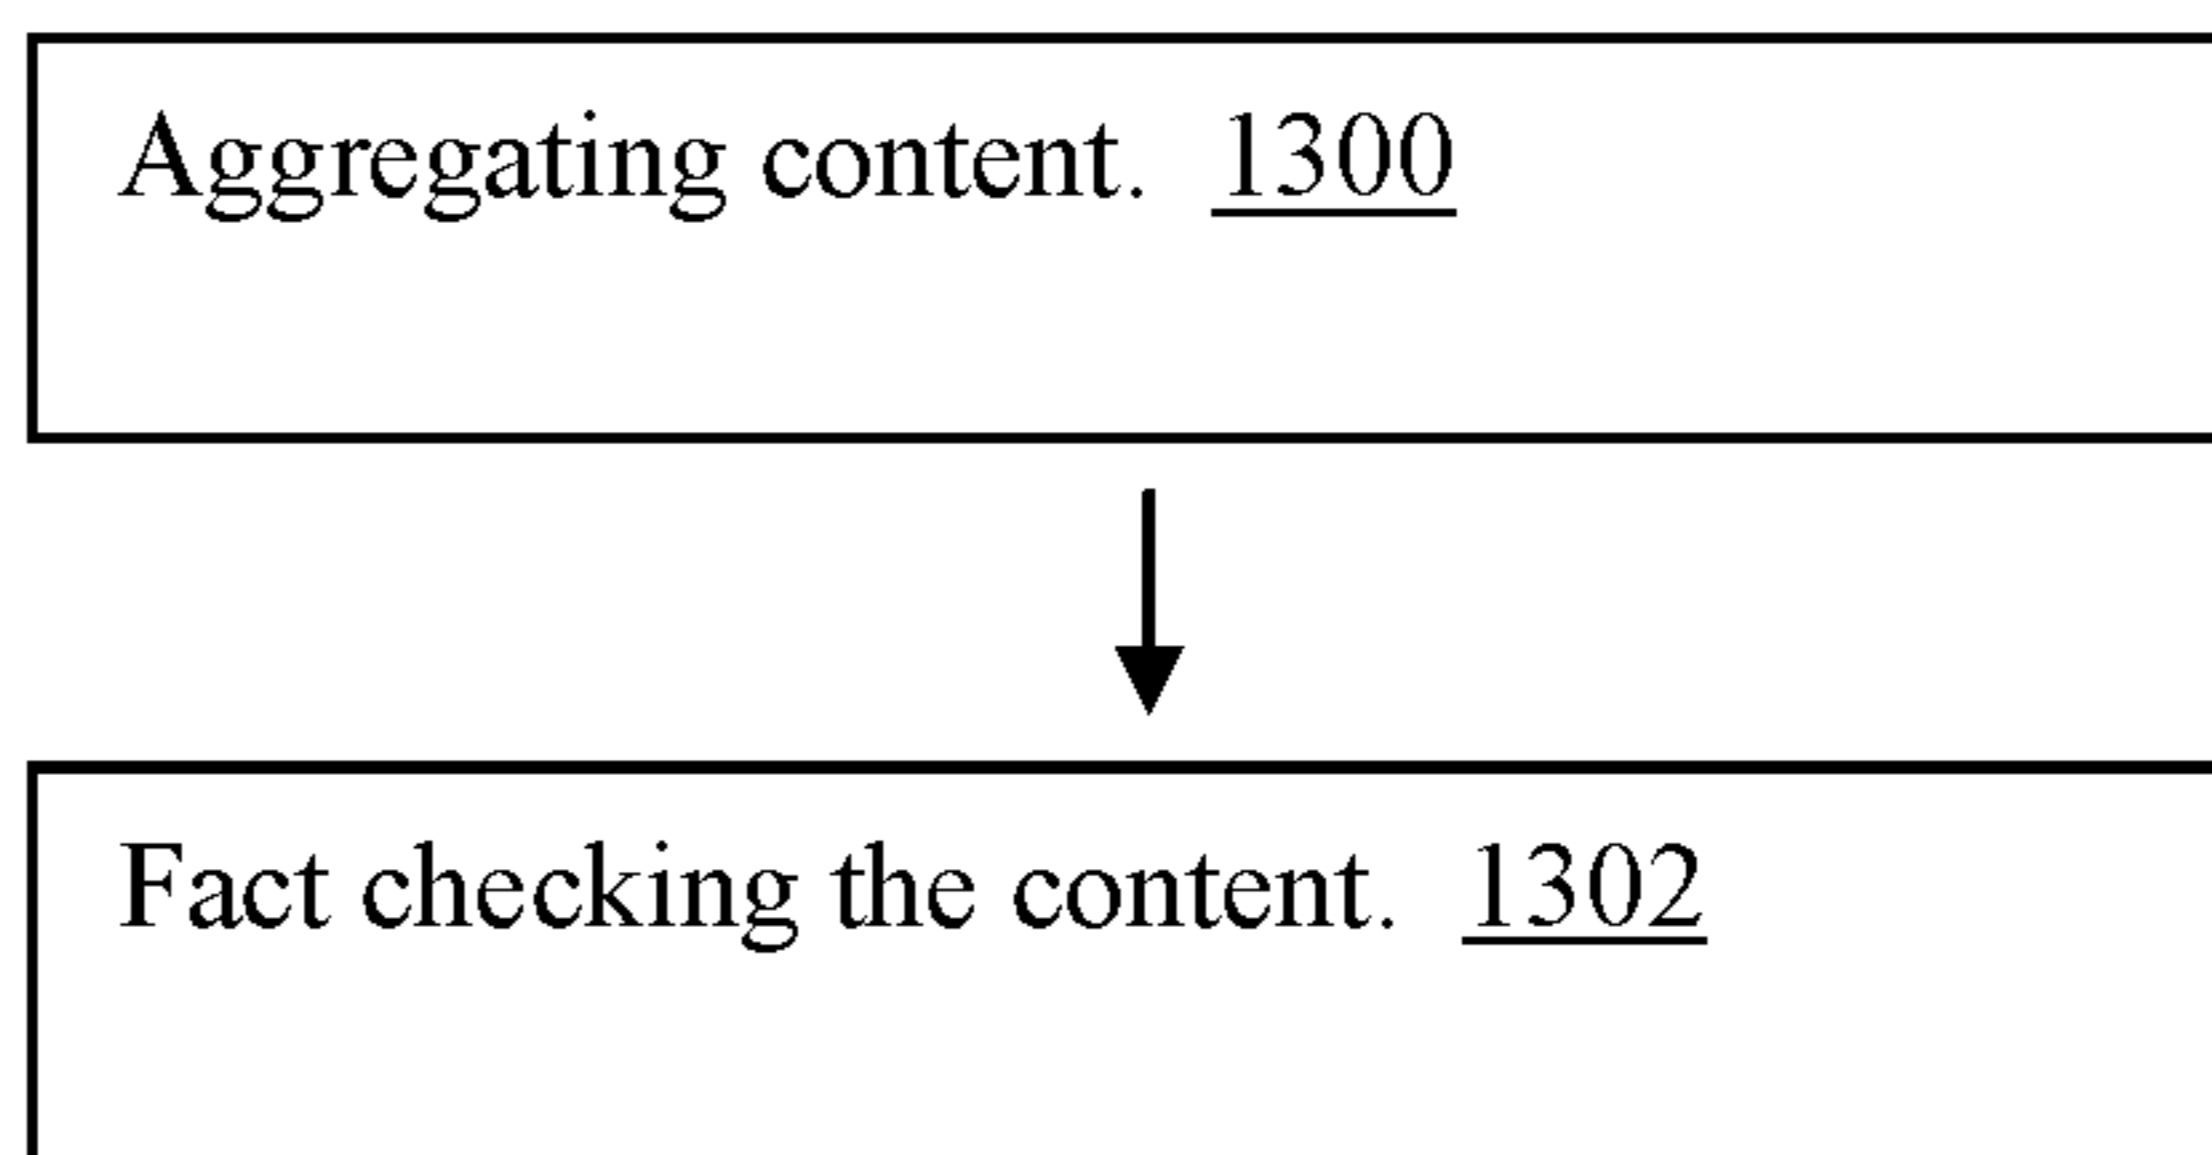 Aggregating content. 1300
Fact checking the content. 1302